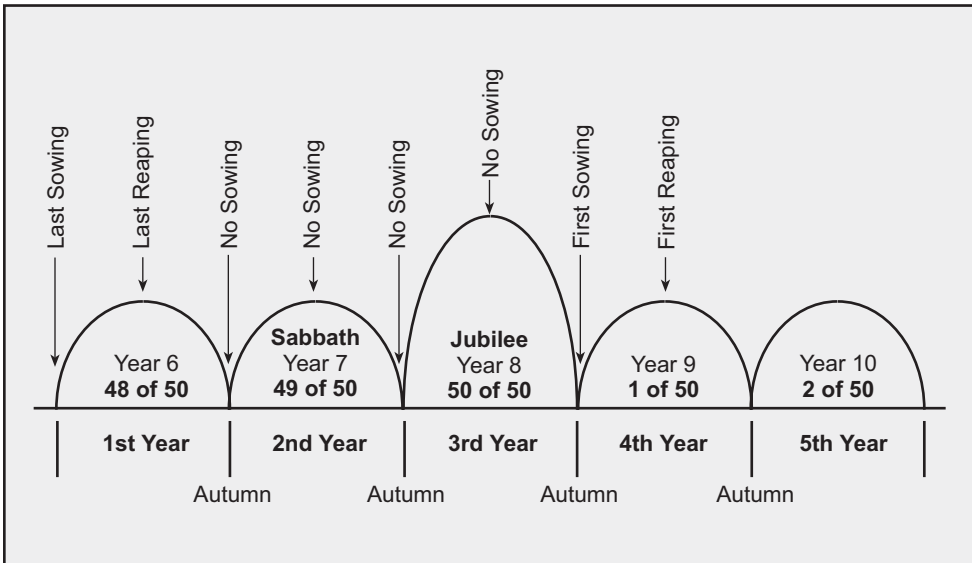 Last Sowing
Last Reaping
No Sowing
No Sowing
No Sowing
No Sowing
First Sowing
First Reaping
Year 6
48 of 50
Sabbath
Year 7
49 of 50
Jubilee
Year 8
50 of 50
Year 9
1 of 50
Year 10
2 of 50
1st Year
2nd Year
3rd Year
4th Year
5th Year
Autumn
Autumn
Autumn
Autumn